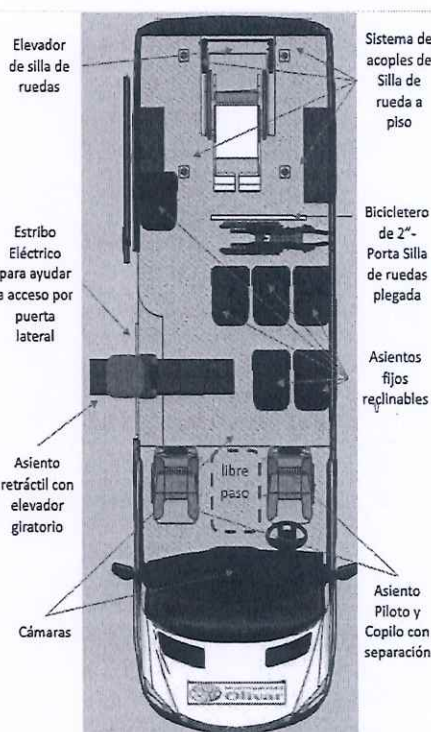 Elevador
de silla de
ruedas
Sistema de
acoples de
Silla de
rueda a
piso
Estribo
Eléctrico
para ayudar
a acceso por
puerta
lateral
Bicicletero
de 2"-
Porta Silla
de ruedas
plegada
Asientos
fijos
reclinables
Asiento
retráctil con
elevador
giratorio
libre
paso
Cámaras
Asiento
Piloto y
Copilo con
separación
Olivar